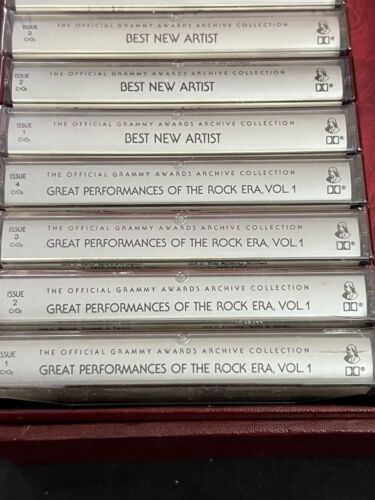 ISSUE
3
CrO₂
THE OFFICIAL GRAMMY AWARDS ARCHIVE COLLECTION
BEST NEW ARTIST
ISSUE
2
CrO₂
THE OFFICIAL GRAMMY AWARDS ARCHIVE COLLECTION
BEST NEW ARTIST
ISSUE
1
CrO₂
THE OFFICIAL GRAMMY AWARDS ARCHIVE COLLECTION
BEST NEW ARTIST
ISSUE
4
CrO₂
THE OFFICIAL GRAMMY AWARDS ARCHIVE COLLECTION
GREAT PERFORMANCES OF THE ROCK ERA, VOL. 1
ISSUE
3
CrO₂
THE OFFICIAL GRAMMY AWARDS ARCHIVE COLLECTION
GREAT PERFORMANCES OF THE ROCK ERA, VOL. 1
ISSUE
2
CrO₂
THE OFFICIAL GRAMMY AWARDS ARCHIVE COLLECTION
GREAT PERFORMANCES OF THE ROCK ERA, VOL. 1
ISSUE
1
CrO₂
THE OFFICIAL GRAMMY AWARDS ARCHIVE COLLECTION
GREAT PERFORMANCES OF THE ROCK ERA, VOL. 1